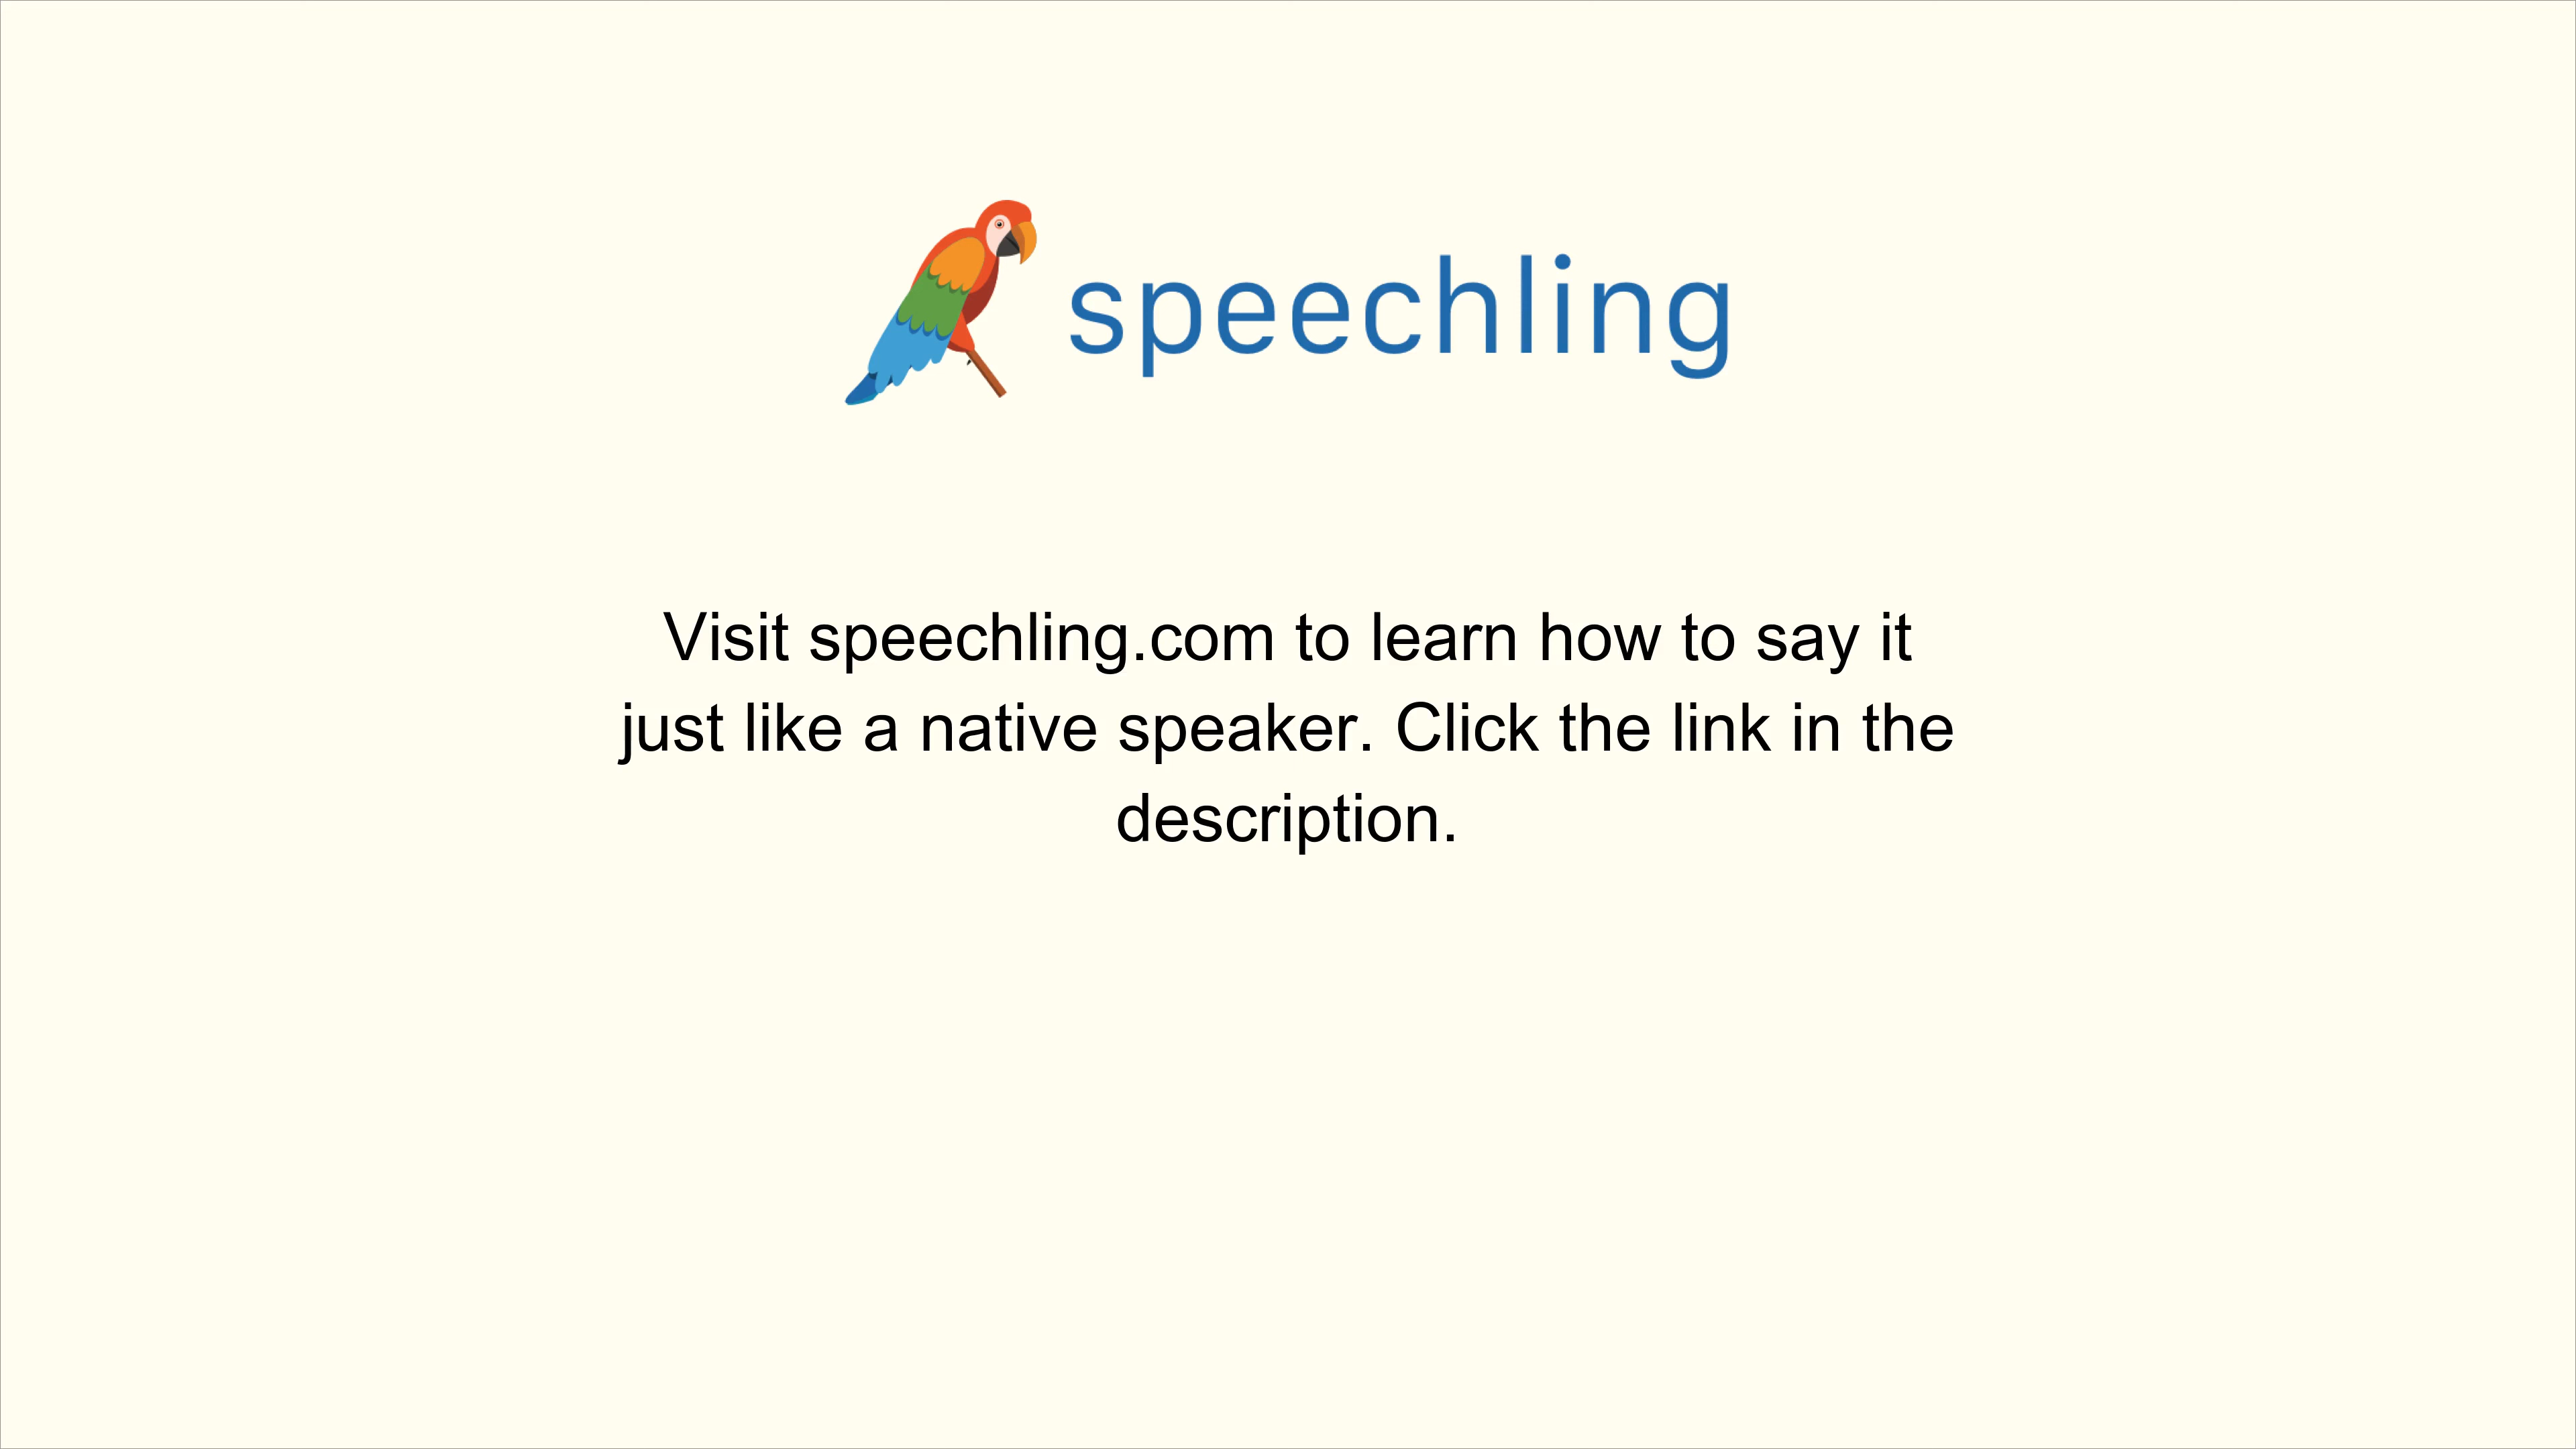 speechling
Visit speechling.com to learn how to say it
just like a native speaker. Click the link in the
description.